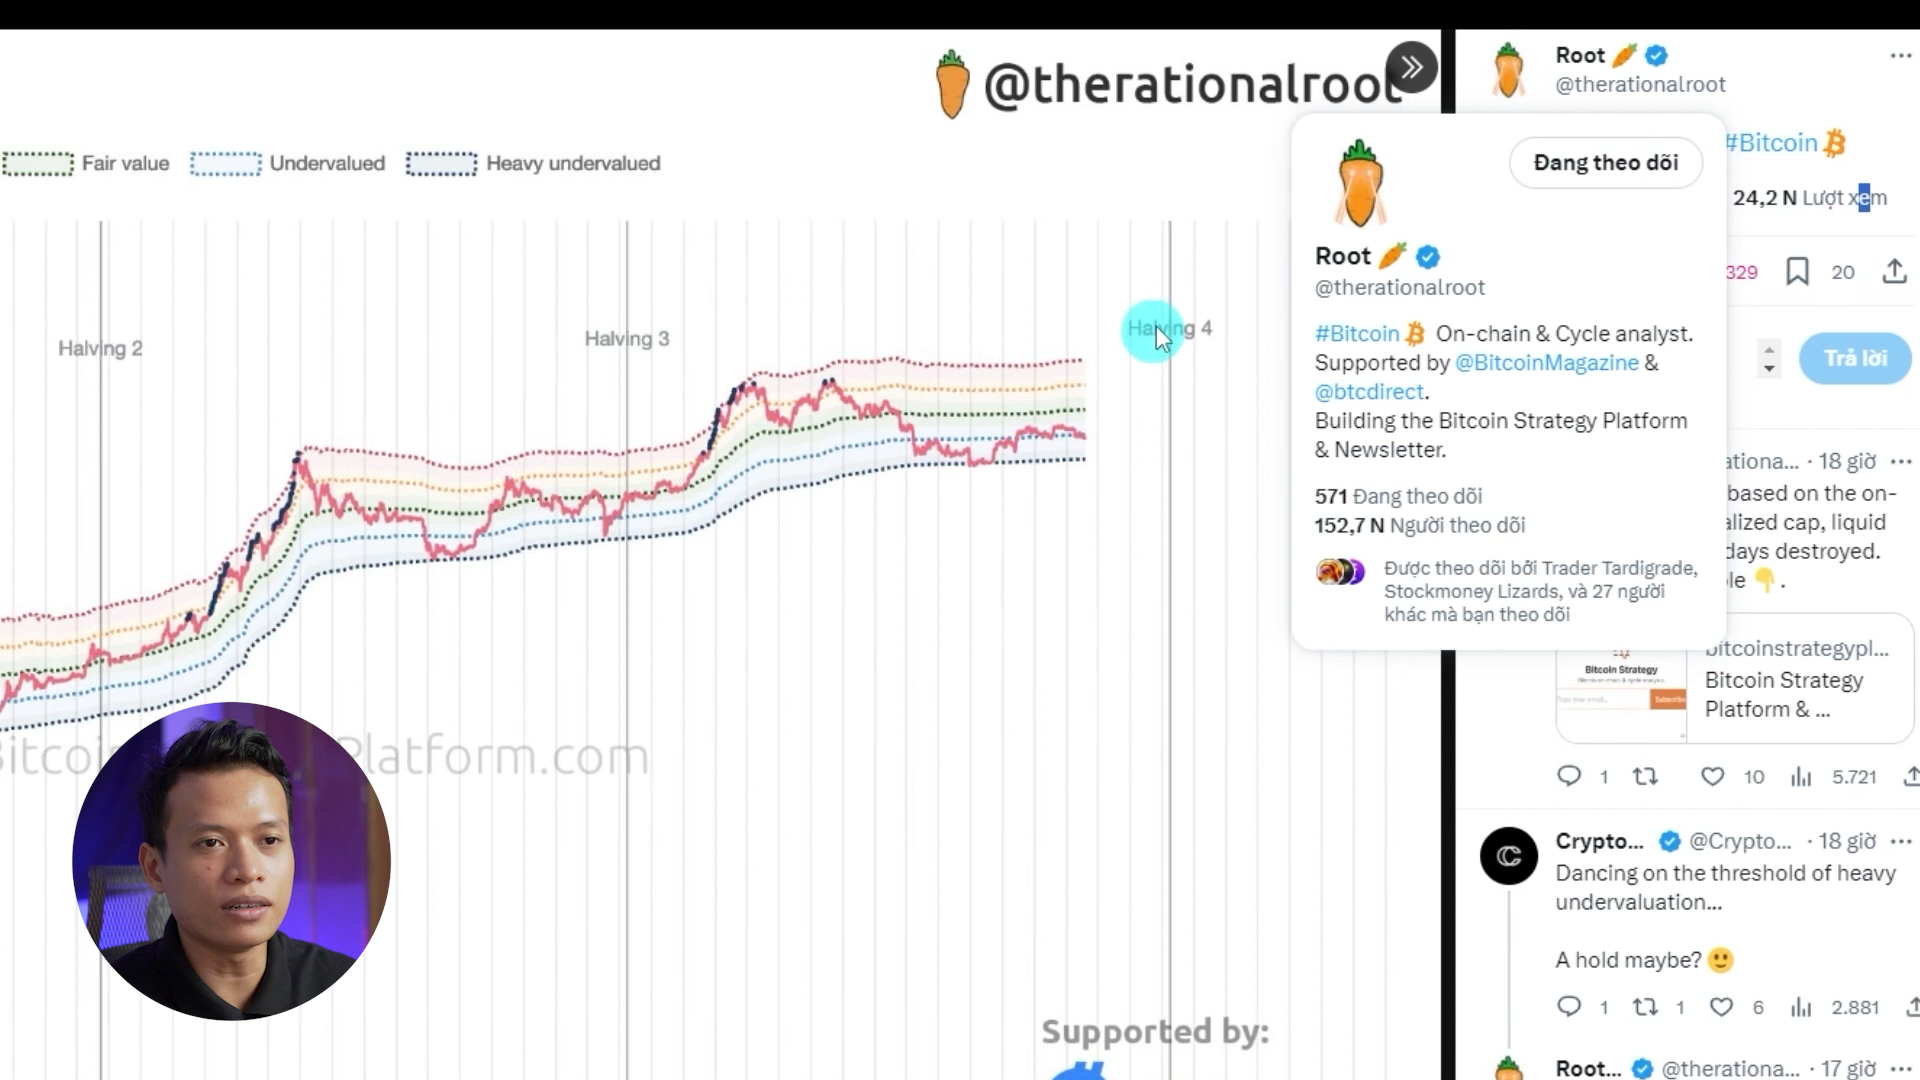 @therationalroot
Fair value
Undervalued
Heavy undervalued
Halving 2
Halving 3
Halving 4
Platform.com
Supported by:
Root
@therationalroot
#Bitcoin
24,2 N Lượt xem
329
20
Trả lời
Đang theo dõi
Root
@therationalroot
#Bitcoin On-chain & Cycle analyst.
Supported by @BitcoinMagazine &
@btcdirect.
Building the Bitcoin Strategy Platform
& Newsletter.
571 Đang theo dõi
152,7 N Người theo dõi
Được theo dõi bởi Trader Tardigrade,
Stockmoney Lizards, và 27 người
khác mà bạn theo dõi
ationa... · 18 giờ
based on the on-
alized cap, liquid
days destroyed.
Bitcoin Strategy
bitcoinstrategypl...
Bitcoin Strategy
Platform & ...
1
10
5.721
Crypto... @Crypto... · 18 giờ
Dancing on the threshold of heavy
undervaluation...
A hold maybe?
1
1
6
2.881
Root... @therationa... · 17 giờ